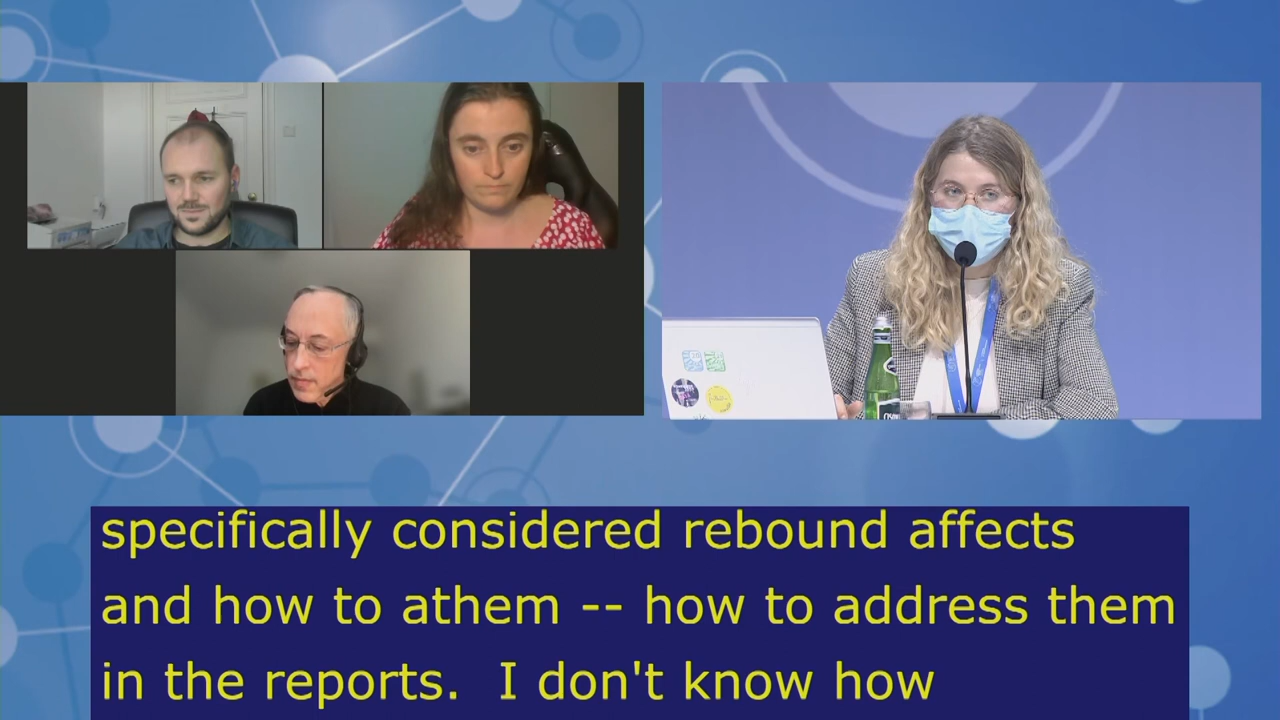 specifically considered rebound affects
and how to athem -- how to address them
in the reports.  I don't know how